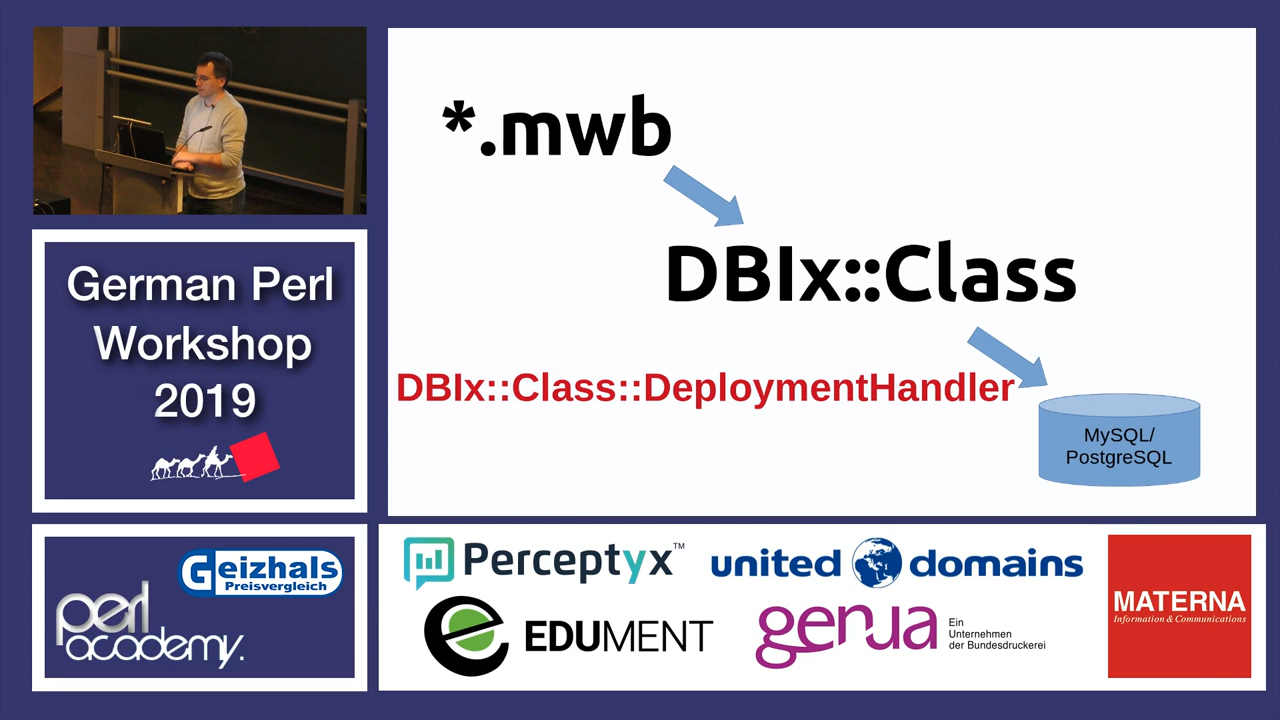 *.mwb
DBIx::Class
DBIx::Class::DeploymentHandler
MySQL/
PostgreSQL
German Perl
Workshop
2019
Geizhals
Preisvergleich
perl
academy.
Perceptyx™
united domains
EDUMENT
genua
Ein
Unternehmen
der Bundesdruckerei
MATERNA
Information & Communications